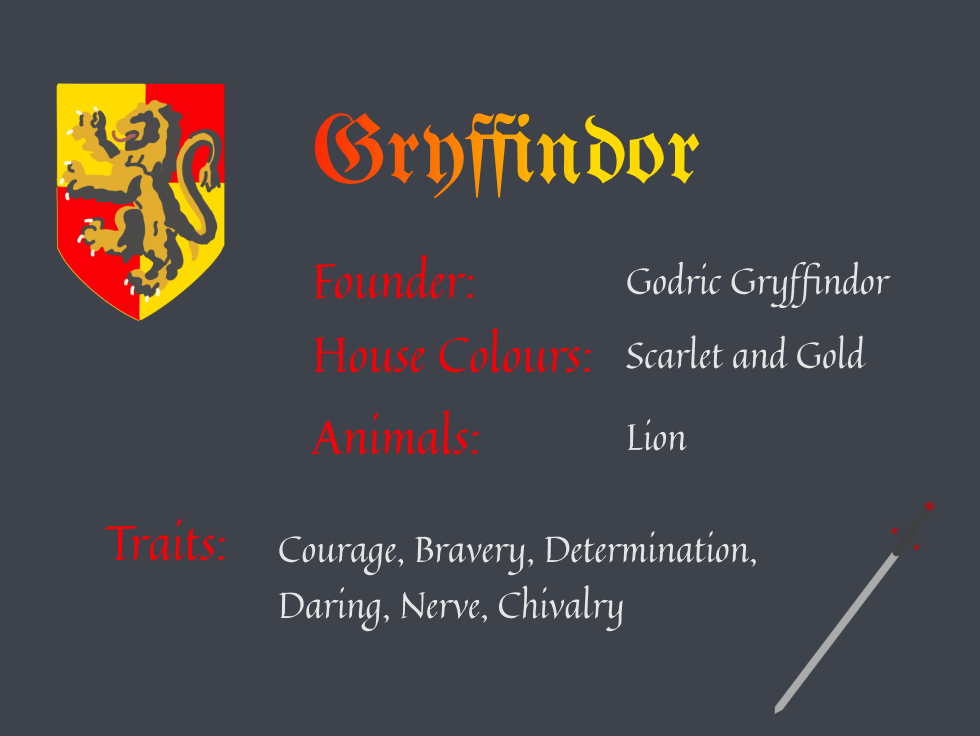 Gryffindor
Founder: Godric Gryffindor
House Colours: Scarlet and Gold
Animals: Lion
Traits: Courage, Bravery, Determination,
Daring, Nerve, Chivalry